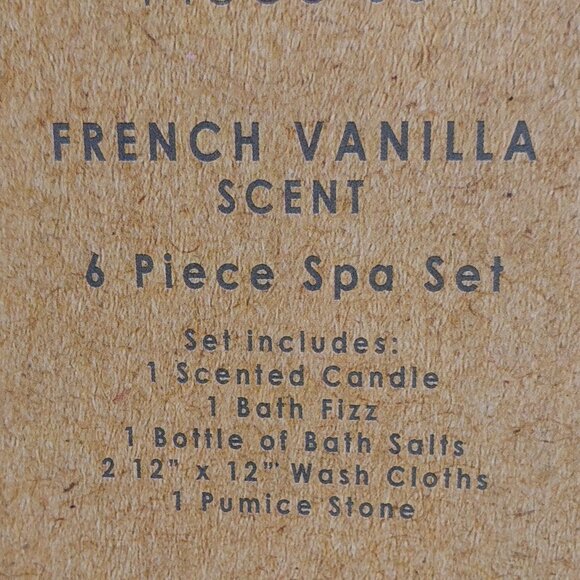 FRENCH VANILLA
SCENT
6 Piece Spa Set
Set includes:
1 Scented Candle
1 Bath Fizz
1 Bottle of Bath Salts
2 12" x 12"' Wash Cloths
1 Pumice Stone